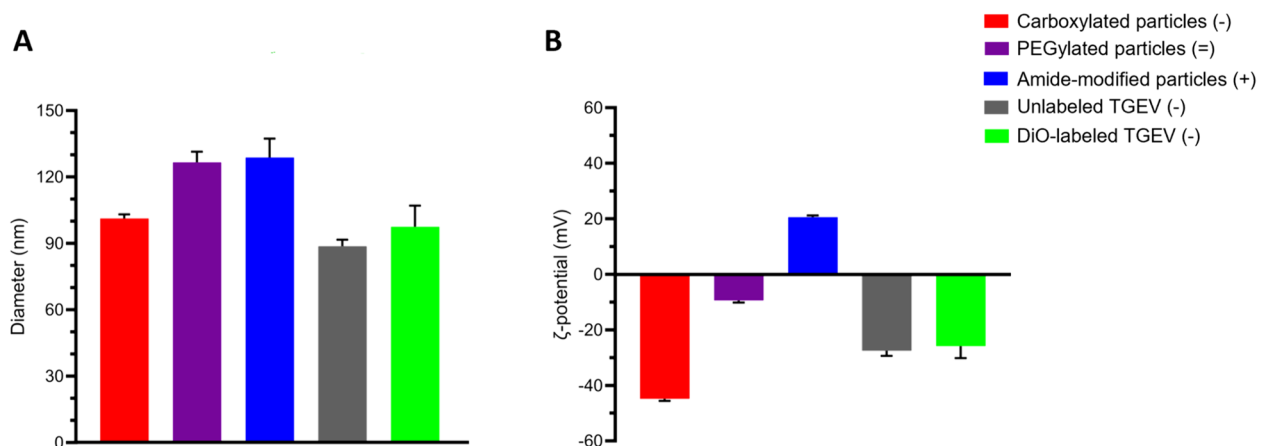 A
B
Carboxylated particles (-)
PEGylated particles (=)
Amide-modified particles (+)
Unlabeled TGEV (-)
DiO-labeled TGEV (-)
Diameter (nm)
150
120
90
60
30
0
ζ-potential (mV)
60
40
20
0
-20
-40
-60